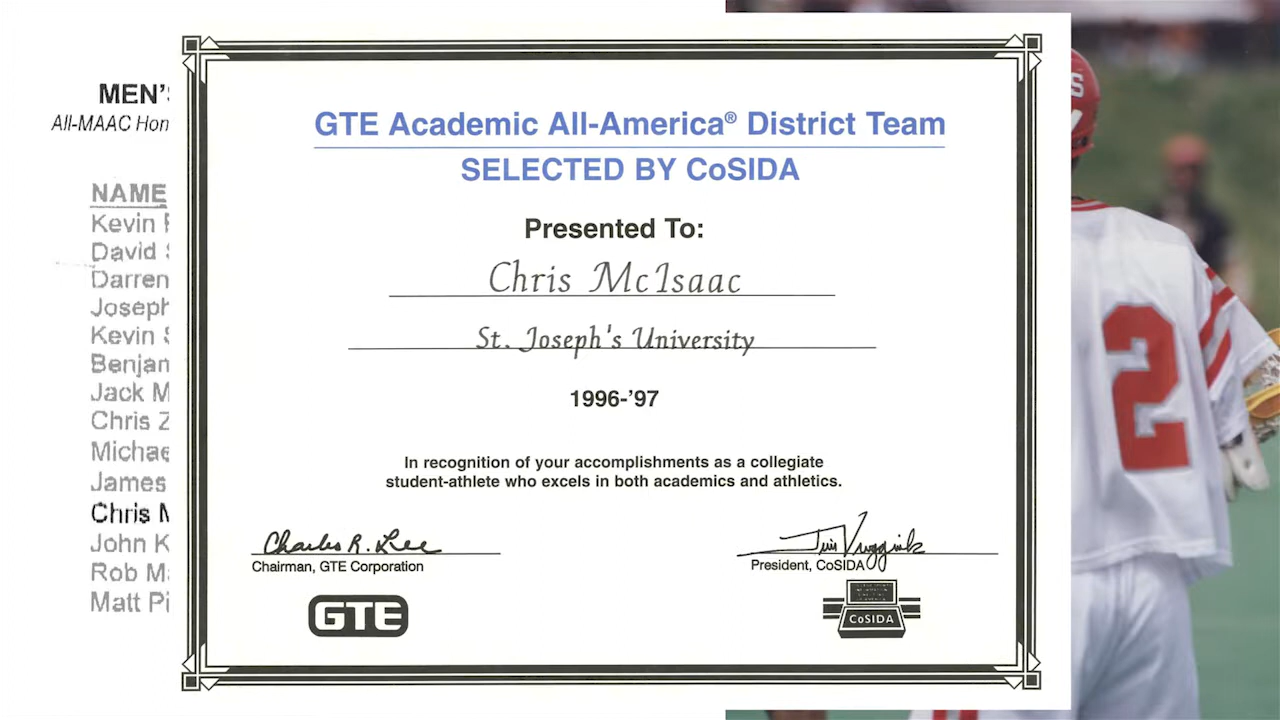 MEN'
All-MAAC Hon
NAME
Kevin
David
Darren
Joseph
Kevin
Benjan
Jack M
Chris Z
Michae
James
Chris M
John K
Rob M
Matt Pi
GTE Academic All-America® District Team
SELECTED BY CoSIDA
Presented To:
Chris McIsaac
St. Joseph's University
1996-'97
In recognition of your accomplishments as a collegiate
student-athlete who excels in both academics and athletics.
Charles R. Lee
Chairman, GTE Corporation
President, CoSIDA
GTE
CoSIDA
S
2